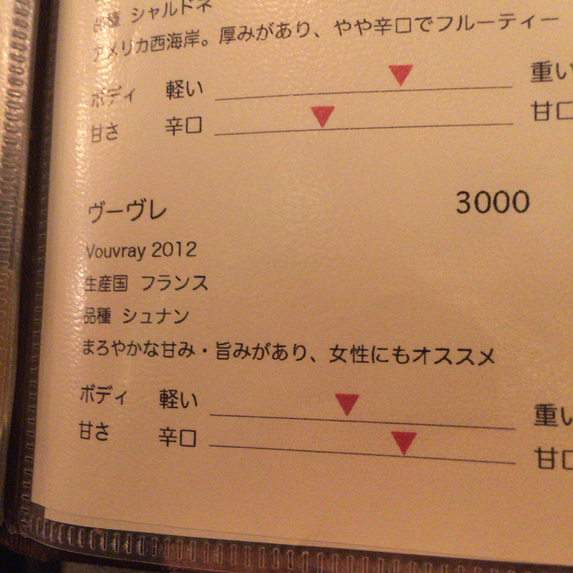 品種 シャルドネ
アメリカ西海岸。厚みがあり、やや辛口でフルーティー
ボディ 軽い 重い
甘さ 辛口 甘口
ヴーヴレ 3000
Vouvray 2012
生産国 フランス
品種 シュナン
まろやかな甘み・旨みがあり、女性にもオススメ
ボディ 軽い 重い
甘さ 辛口 甘口